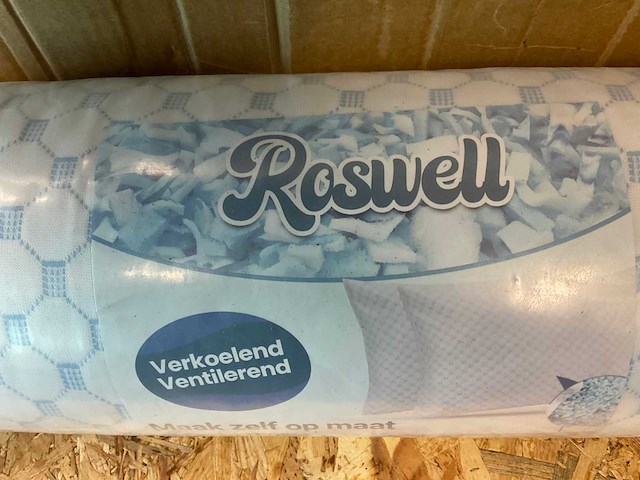 Roswell
Verkoelend
Ventilerend
Maak zelf op maat